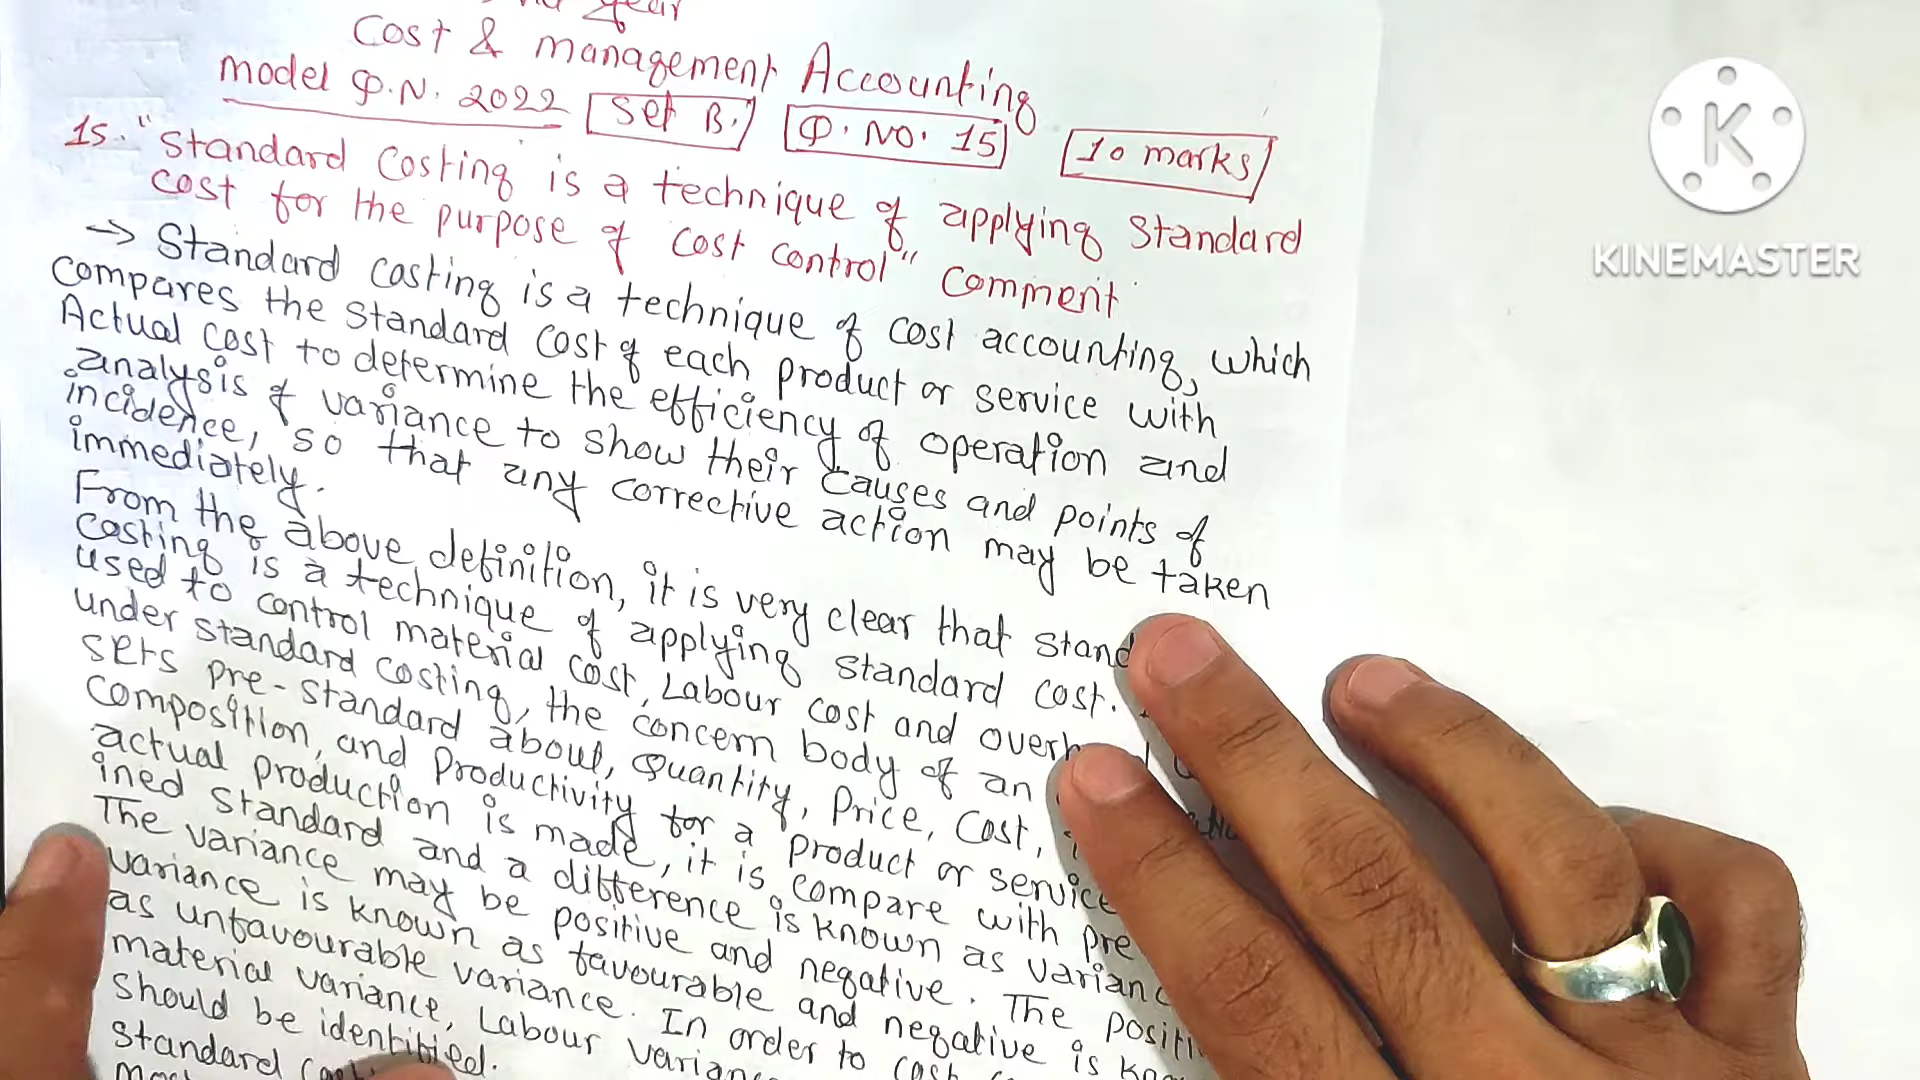 year
Cost & management Accounting
model Q.N. 2022 Set B. Q. NO. 15 10 marks
15. "Standard Costing is a technique of applying Standard
cost for the purpose of cost control" Comment
→ Standard costing is a technique of cost accounting, which
compares the standard cost of each product or service with
Actual cost to determine the efficiency of operation and
analysis of variance to show their causes and points of
incidence, so that any corrective action may be taken
immediately.
From the above definition, it is very clear that stand
costing is a technique of applying standard cost.
used to control material cost, Labour cost and overh
under standard costing, the concern body of an
sets pre-standard about, Quantity, Price, Cost,
composition, and Productivity for a product or service
actual production is made, it is compare with pre
ined standard and a difference is known as varianc
The variance may be positive and negative. The positi
variance is known as favourable and negative is kno
as unfavourable variance. In order to cost
material variance, Labour varianc
should be identified.
standard